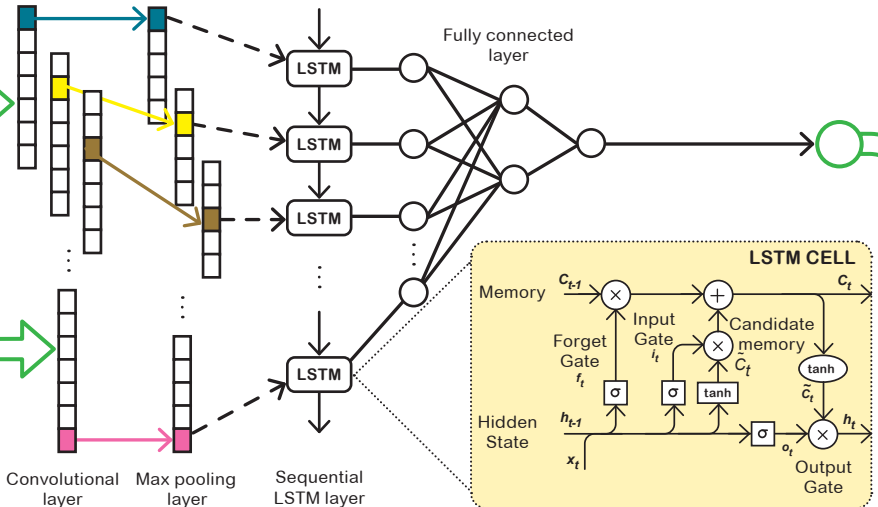 Fully connected
layer
LSTM
LSTM
LSTM
LSTM
LSTM CELL
Memory
C_{t-1}
C_t
×
+
Forget
Gate
f_t
Input
Gate
i_t
×
Candidate
memory
C̃_t
σ
σ
tanh
tanh
c̃_t
Hidden
State
h_{t-1}
x_t
σ
o_t
×
h_t
Output
Gate
Convolutional
layer
Max pooling
layer
Sequential
LSTM layer